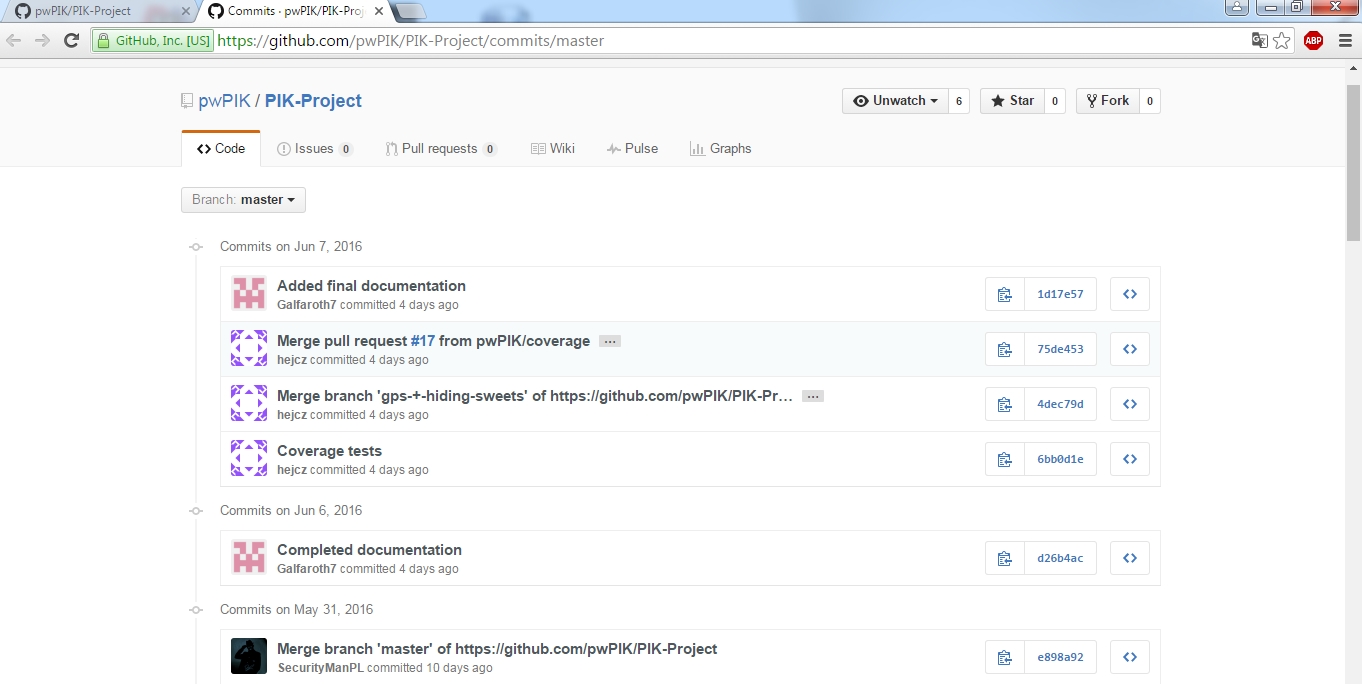 pwPIK/PIK-Project
Commits · pwPIK/PIK-Proj
GitHub, Inc. [US] https://github.com/pwPIK/PIK-Project/commits/master
ABP
pwPIK / PIK-Project
Unwatch 6 Star 0 Fork 0
Code Issues 0 Pull requests 0 Wiki Pulse Graphs
Branch: master
Commits on Jun 7, 2016
Added final documentation
Galfaroth7 committed 4 days ago
1d17e57
Merge pull request #17 from pwPIK/coverage …
hejcz committed 4 days ago
75de453
Merge branch 'gps-+-hiding-sweets' of https://github.com/pwPIK/PIK-Pr… …
hejcz committed 4 days ago
4dec79d
Coverage tests
hejcz committed 4 days ago
6bb0d1e
Commits on Jun 6, 2016
Completed documentation
Galfaroth7 committed 4 days ago
d26b4ac
Commits on May 31, 2016
Merge branch 'master' of https://github.com/pwPIK/PIK-Project
SecurityManPL committed 10 days ago
e898a92